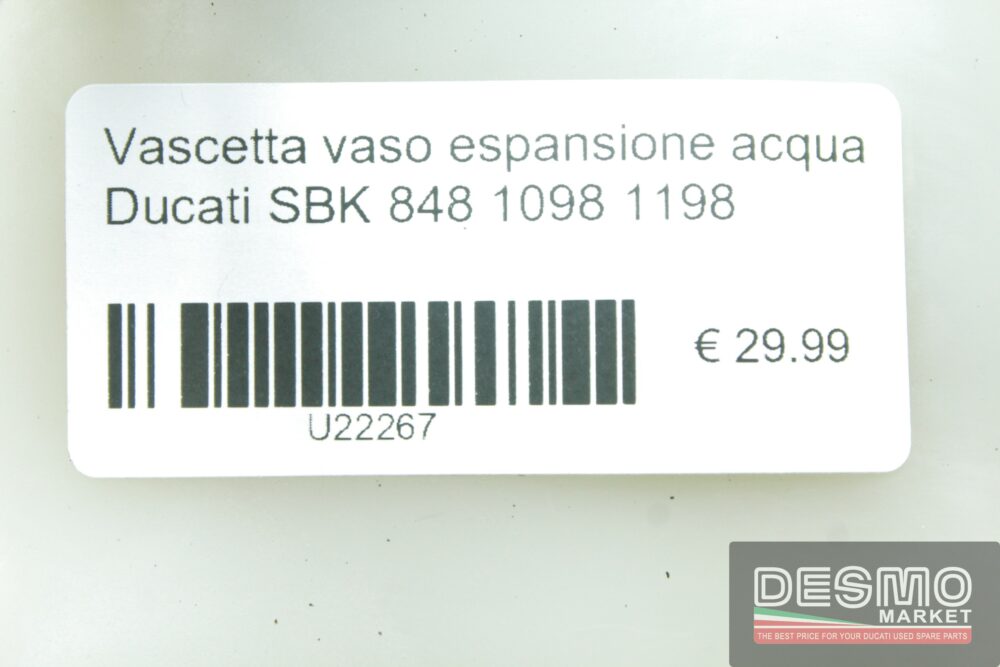 Vascetta vaso espansione acqua
Ducati SBK 848 1098 1198
€ 29.99
U22267
DESMO
MARKET
THE BEST PRICE FOR YOUR DUCATI USED SPARE PARTS